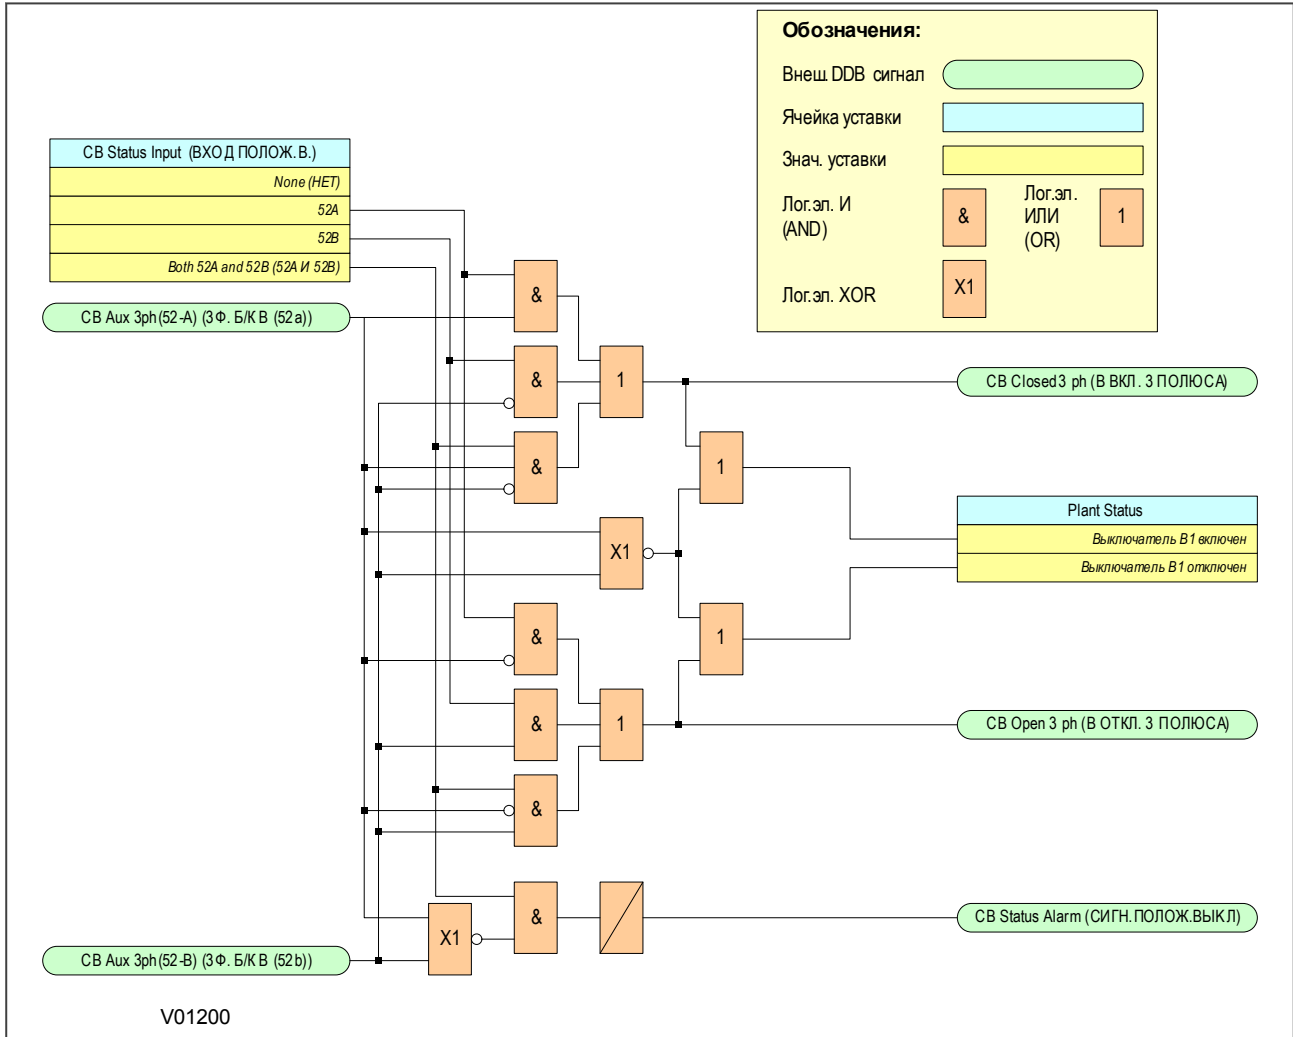 Обозначения:
Внеш. DDB сигнал
Ячейка уставки
Знач. уставки
Лог.эл. И
(AND)
&
Лог.эл.
ИЛИ
(OR)
1
Лог.эл. XOR
X1
CB Status Input (ВХОД ПОЛОЖ. В.)
None (НЕТ)
52A
52B
Both 52A and 52B (52A И 52B)
CB Aux 3ph(52-A) (3Ф. Б/К В (52a))
&
&
1
&
CB Closed 3 ph (В ВКЛ. 3 ПОЛЮСА)
1
X1
Plant Status
Выключатель В1 включен
Выключатель В1 отключен
&
1
&
1
CB Open 3 ph (В ОТКЛ. 3 ПОЛЮСА)
&
&
CB Status Alarm (СИГН.ПОЛОЖ.ВЫКЛ)
X1
CB Aux 3ph(52-B) (3Ф. Б/К В (52b))
V01200